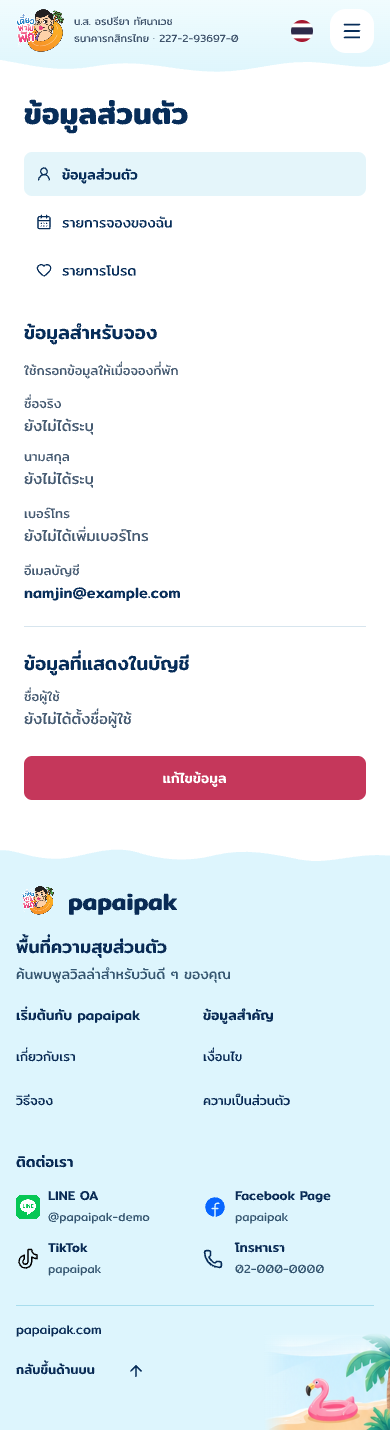 น.ส. อรปรียา ทัศนาเวช
ธนาคารกสิกรไทย · 227-2-93697-0
ข้อมูลส่วนตัว
ข้อมูลส่วนตัว
รายการจองของฉัน
รายการโปรด
ข้อมูลสำหรับจอง
ใช้กรอกข้อมูลให้เมื่อจองที่พัก
ชื่อจริง
ยังไม่ได้ระบุ
นามสกุล
ยังไม่ได้ระบุ
เบอร์โทร
ยังไม่ได้เพิ่มเบอร์โทร
อีเมลบัญชี
namjin@example.com
ข้อมูลที่แสดงในบัญชี
ชื่อผู้ใช้
ยังไม่ได้ตั้งชื่อผู้ใช้
แก้ไขข้อมูล
papaipak
พื้นที่ความสุขส่วนตัว
ค้นพบพูลวิลล่าสำหรับวันดี ๆ ของคุณ
เริ่มต้นกับ papaipak
ข้อมูลสำคัญ
เกี่ยวกับเรา
เงื่อนไข
วิธีจอง
ความเป็นส่วนตัว
ติดต่อเรา
LINE OA
@papaipak-demo
Facebook Page
papaipak
TikTok
papaipak
โทรหาเรา
02-000-0000
papaipak.com
กลับขึ้นด้านบน